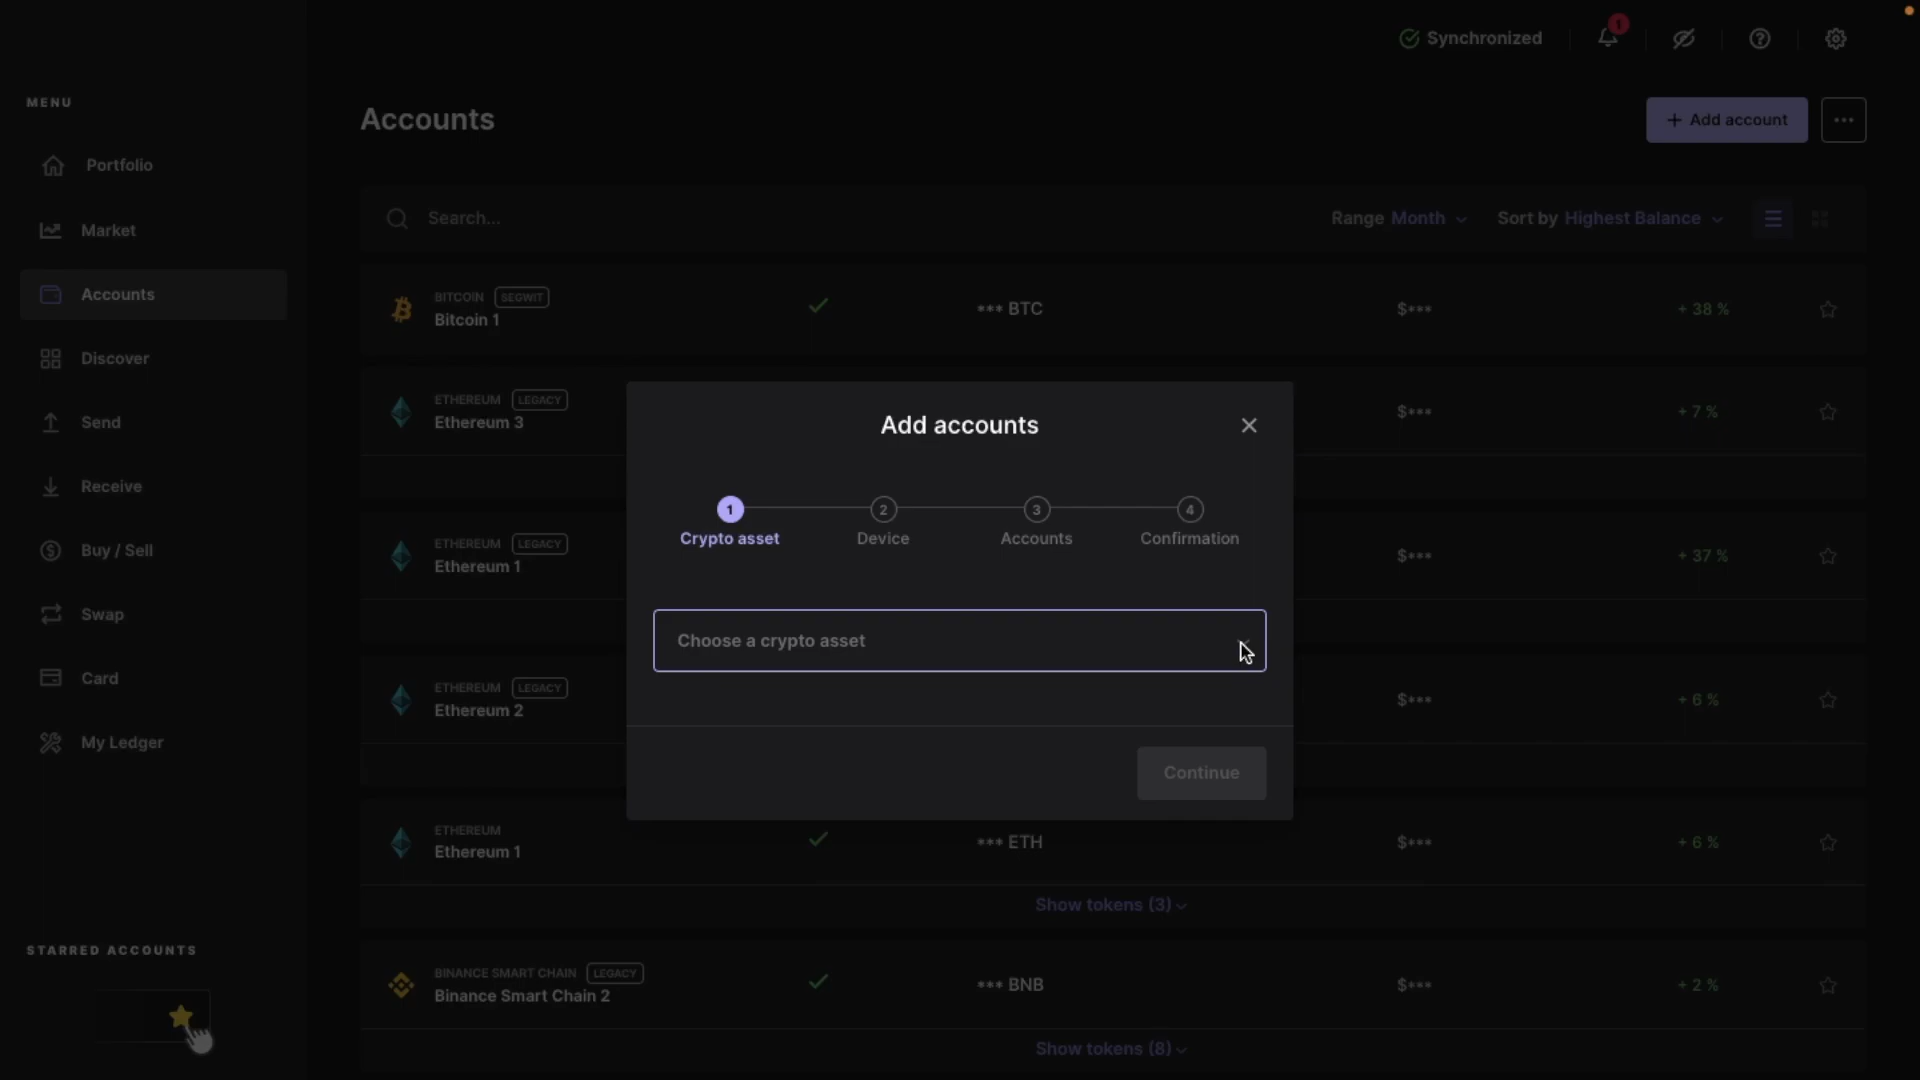 Synchronized
1
MENU
Portfolio
Market
Accounts
Discover
Send
Receive
Buy / Sell
Swap
Card
My Ledger
STARRED ACCOUNTS
Accounts
+ Add account
Search...
Range Month
Sort by Highest Balance
BITCOIN SEGWIT
Bitcoin 1
*** BTC
$***
+ 38 %
ETHEREUM LEGACY
Ethereum 3
$***
+ 7 %
ETHEREUM LEGACY
Ethereum 1
$***
+ 37 %
ETHEREUM LEGACY
Ethereum 2
$***
+ 6 %
ETHEREUM
Ethereum 1
*** ETH
$***
+ 6 %
Show tokens (3)
BINANCE SMART CHAIN LEGACY
Binance Smart Chain 2
*** BNB
$***
+ 2 %
Show tokens (8)
Add accounts
1 2 3 4
Crypto asset Device Accounts Confirmation
Choose a crypto asset
Continue